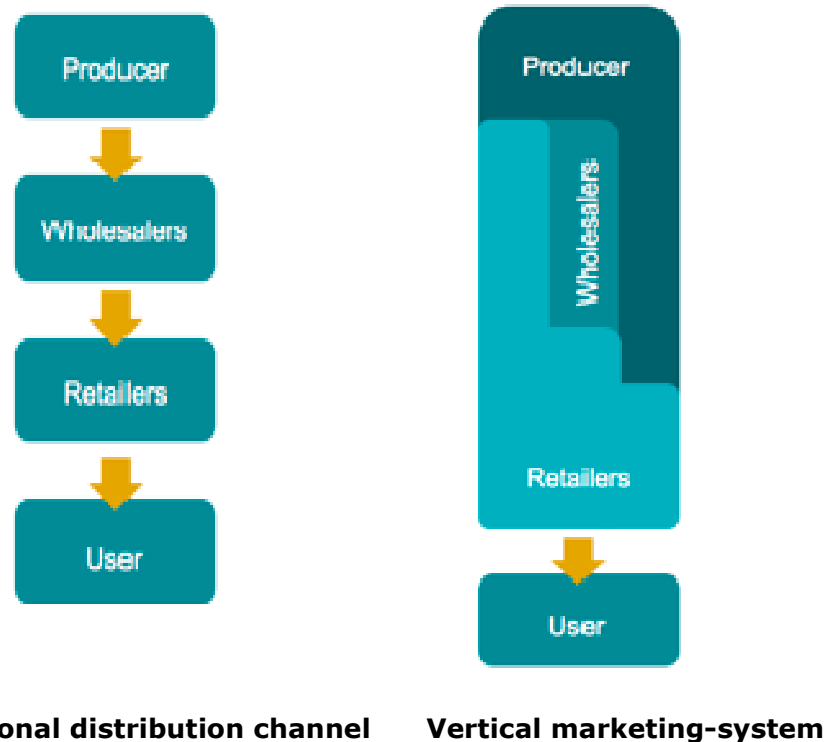 Producer
Wholesalers
Retailers
User
Producer
Wholesalers
Retailers
User
onal distribution channel
Vertical marketing-system